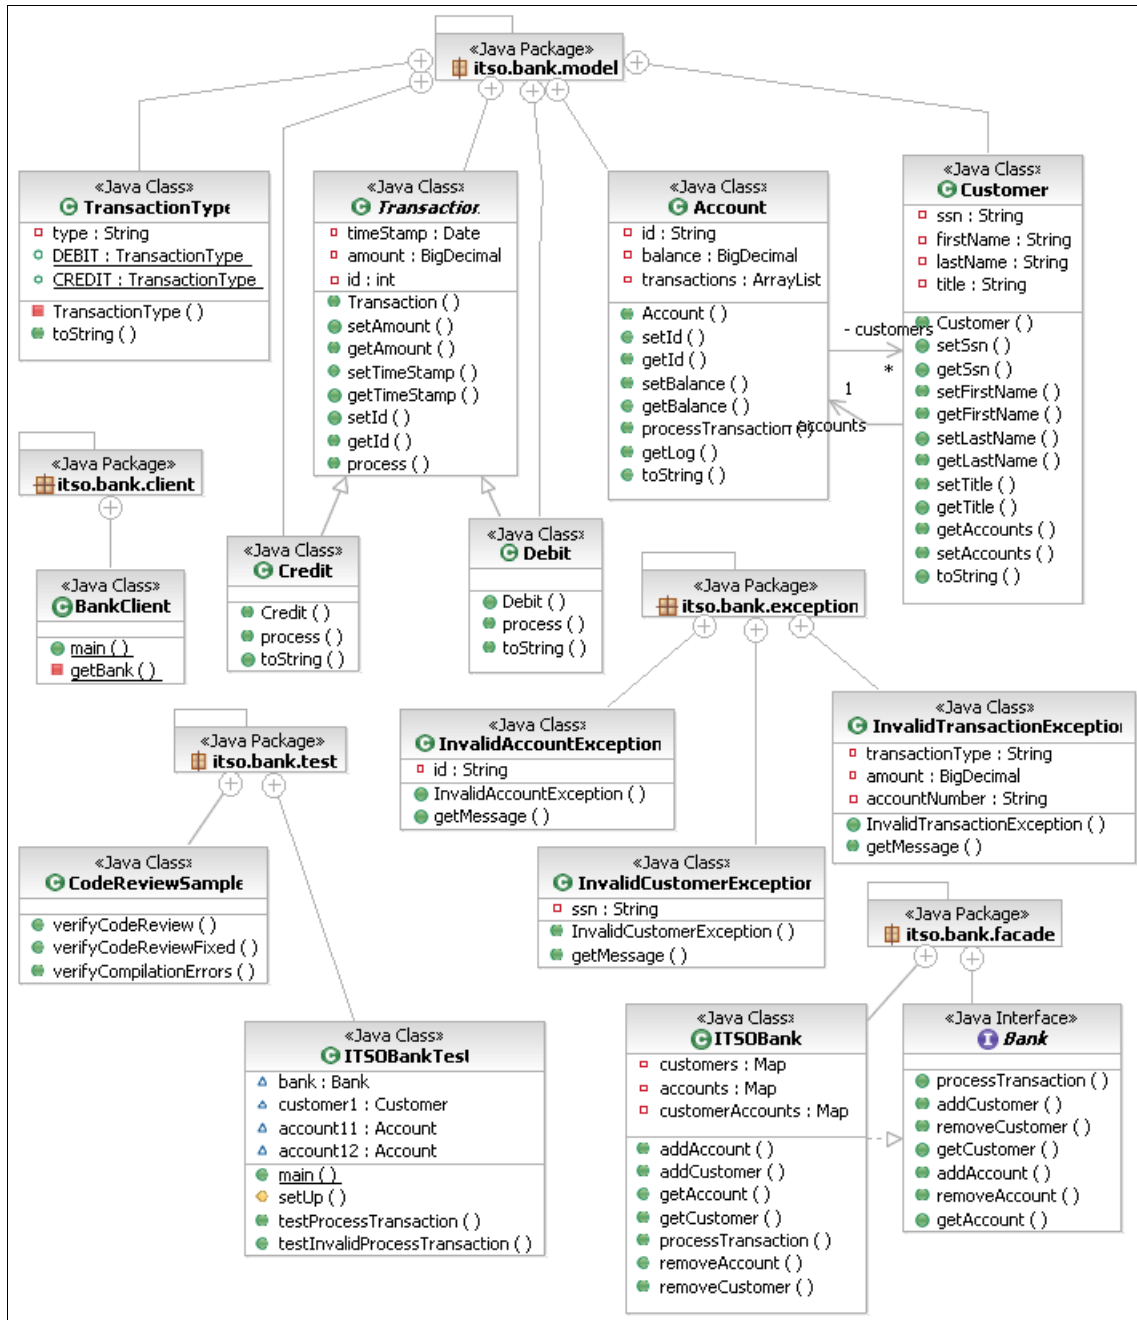 «Java Package»
itso.bank.model
«Java Class»
TransactionType
type : String
DEBIT : TransactionType
CREDIT : TransactionType
TransactionType ( )
toString ( )
«Java Class»
Transaction
timeStamp : Date
amount : BigDecimal
id : int
Transaction ( )
setAmount ( )
getAmount ( )
setTimeStamp ( )
getTimeStamp ( )
setId ( )
getId ( )
process ( )
«Java Class»
Account
id : String
balance : BigDecimal
transactions : ArrayList
Account ( )
setId ( )
getId ( )
setBalance ( )
getBalance ( )
processTransaction ( )
getLog ( )
toString ( )
- customers
*
1
accounts
«Java Class»
Customer
ssn : String
firstName : String
lastName : String
title : String
Customer ( )
setSsn ( )
getSsn ( )
setFirstName ( )
getFirstName ( )
setLastName ( )
getLastName ( )
setTitle ( )
getTitle ( )
getAccounts ( )
setAccounts ( )
toString ( )
«Java Package»
itso.bank.client
«Java Class»
BankClient
main ( )
getBank ( )
«Java Class»
Credit
Credit ( )
process ( )
toString ( )
«Java Class»
Debit
Debit ( )
process ( )
toString ( )
«Java Package»
itso.bank.exception
«Java Class»
InvalidAccountException
id : String
InvalidAccountException ( )
getMessage ( )
«Java Class»
InvalidCustomerException
ssn : String
InvalidCustomerException ( )
getMessage ( )
«Java Class»
InvalidTransactionException
transactionType : String
amount : BigDecimal
accountNumber : String
InvalidTransactionException ( )
getMessage ( )
«Java Package»
itso.bank.test
«Java Class»
CodeReviewSample
verifyCodeReview ( )
verifyCodeReviewFixed ( )
verifyCompilationErrors ( )
«Java Class»
ITSOBankTest
bank : Bank
customer1 : Customer
account11 : Account
account12 : Account
main ( )
setUp ( )
testProcessTransaction ( )
testInvalidProcessTransaction ( )
«Java Package»
itso.bank.facade
«Java Class»
ITSOBank
customers : Map
accounts : Map
customerAccounts : Map
addAccount ( )
addCustomer ( )
getAccount ( )
getCustomer ( )
processTransaction ( )
removeAccount ( )
removeCustomer ( )
«Java Interface»
Bank
processTransaction ( )
addCustomer ( )
removeCustomer ( )
getCustomer ( )
addAccount ( )
removeAccount ( )
getAccount ( )